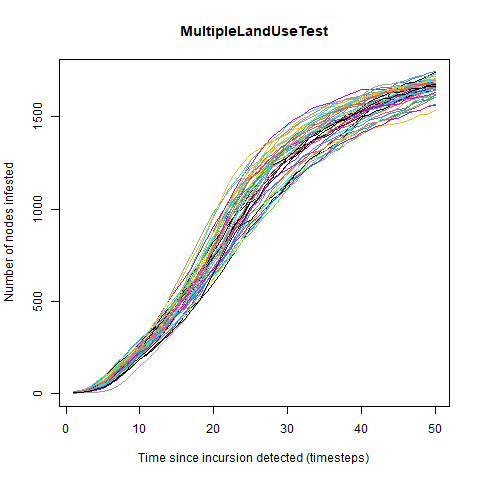 MultipleLandUseTest
Number of nodes infested
1500
1000
500
0
0 10 20 30 40 50
Time since incursion detected (timesteps)